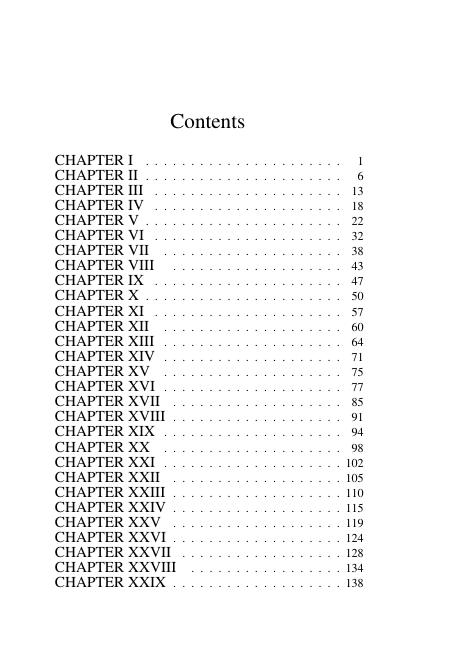 Contents
CHAPTER I . . . . . . . . . . . . . . . . . . . . . . 1
CHAPTER II . . . . . . . . . . . . . . . . . . . . . . 6
CHAPTER III . . . . . . . . . . . . . . . . . . . . . 13
CHAPTER IV . . . . . . . . . . . . . . . . . . . . . 18
CHAPTER V . . . . . . . . . . . . . . . . . . . . . . 22
CHAPTER VI . . . . . . . . . . . . . . . . . . . . . 32
CHAPTER VII . . . . . . . . . . . . . . . . . . . . 38
CHAPTER VIII . . . . . . . . . . . . . . . . . . . 43
CHAPTER IX . . . . . . . . . . . . . . . . . . . . . 47
CHAPTER X . . . . . . . . . . . . . . . . . . . . . . 50
CHAPTER XI . . . . . . . . . . . . . . . . . . . . . 57
CHAPTER XII . . . . . . . . . . . . . . . . . . . . 60
CHAPTER XIII . . . . . . . . . . . . . . . . . . . . 64
CHAPTER XIV . . . . . . . . . . . . . . . . . . . . 71
CHAPTER XV . . . . . . . . . . . . . . . . . . . . 75
CHAPTER XVI . . . . . . . . . . . . . . . . . . . . 77
CHAPTER XVII . . . . . . . . . . . . . . . . . . . 85
CHAPTER XVIII . . . . . . . . . . . . . . . . . . . 91
CHAPTER XIX . . . . . . . . . . . . . . . . . . . . 94
CHAPTER XX . . . . . . . . . . . . . . . . . . . . 98
CHAPTER XXI . . . . . . . . . . . . . . . . . . . . 102
CHAPTER XXII . . . . . . . . . . . . . . . . . . . 105
CHAPTER XXIII . . . . . . . . . . . . . . . . . . . 110
CHAPTER XXIV . . . . . . . . . . . . . . . . . . . 115
CHAPTER XXV . . . . . . . . . . . . . . . . . . . 119
CHAPTER XXVI . . . . . . . . . . . . . . . . . . . 124
CHAPTER XXVII . . . . . . . . . . . . . . . . . . 128
CHAPTER XXVIII . . . . . . . . . . . . . . . . . 134
CHAPTER XXIX . . . . . . . . . . . . . . . . . . . 138